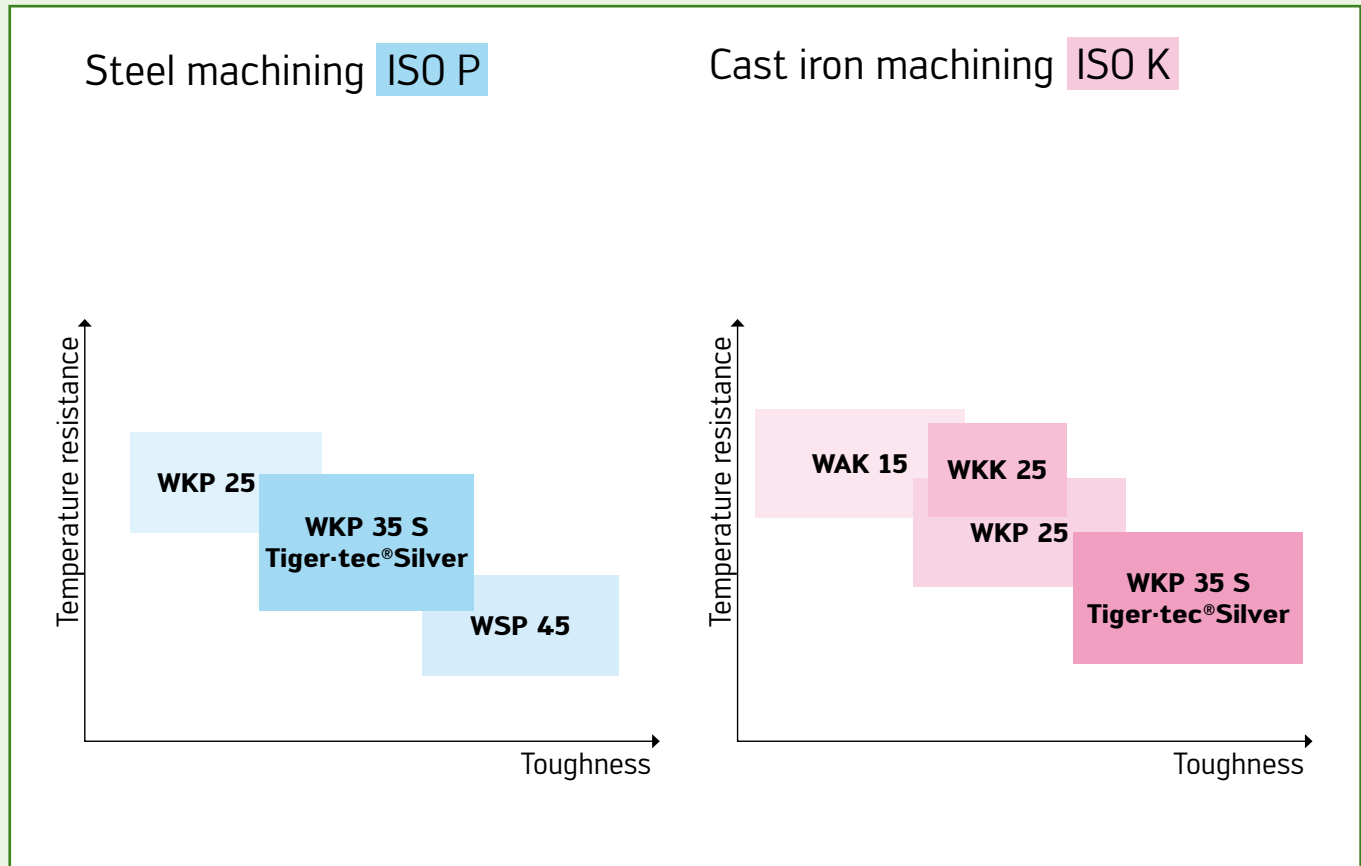 Steel machining ISO P
Temperature resistance
WKP 25
WKP 35 S
Tiger·tec®Silver
WSP 45
Toughness
Cast iron machining ISO K
Temperature resistance
WAK 15
WKK 25
WKP 25
WKP 35 S
Tiger·tec®Silver
Toughness